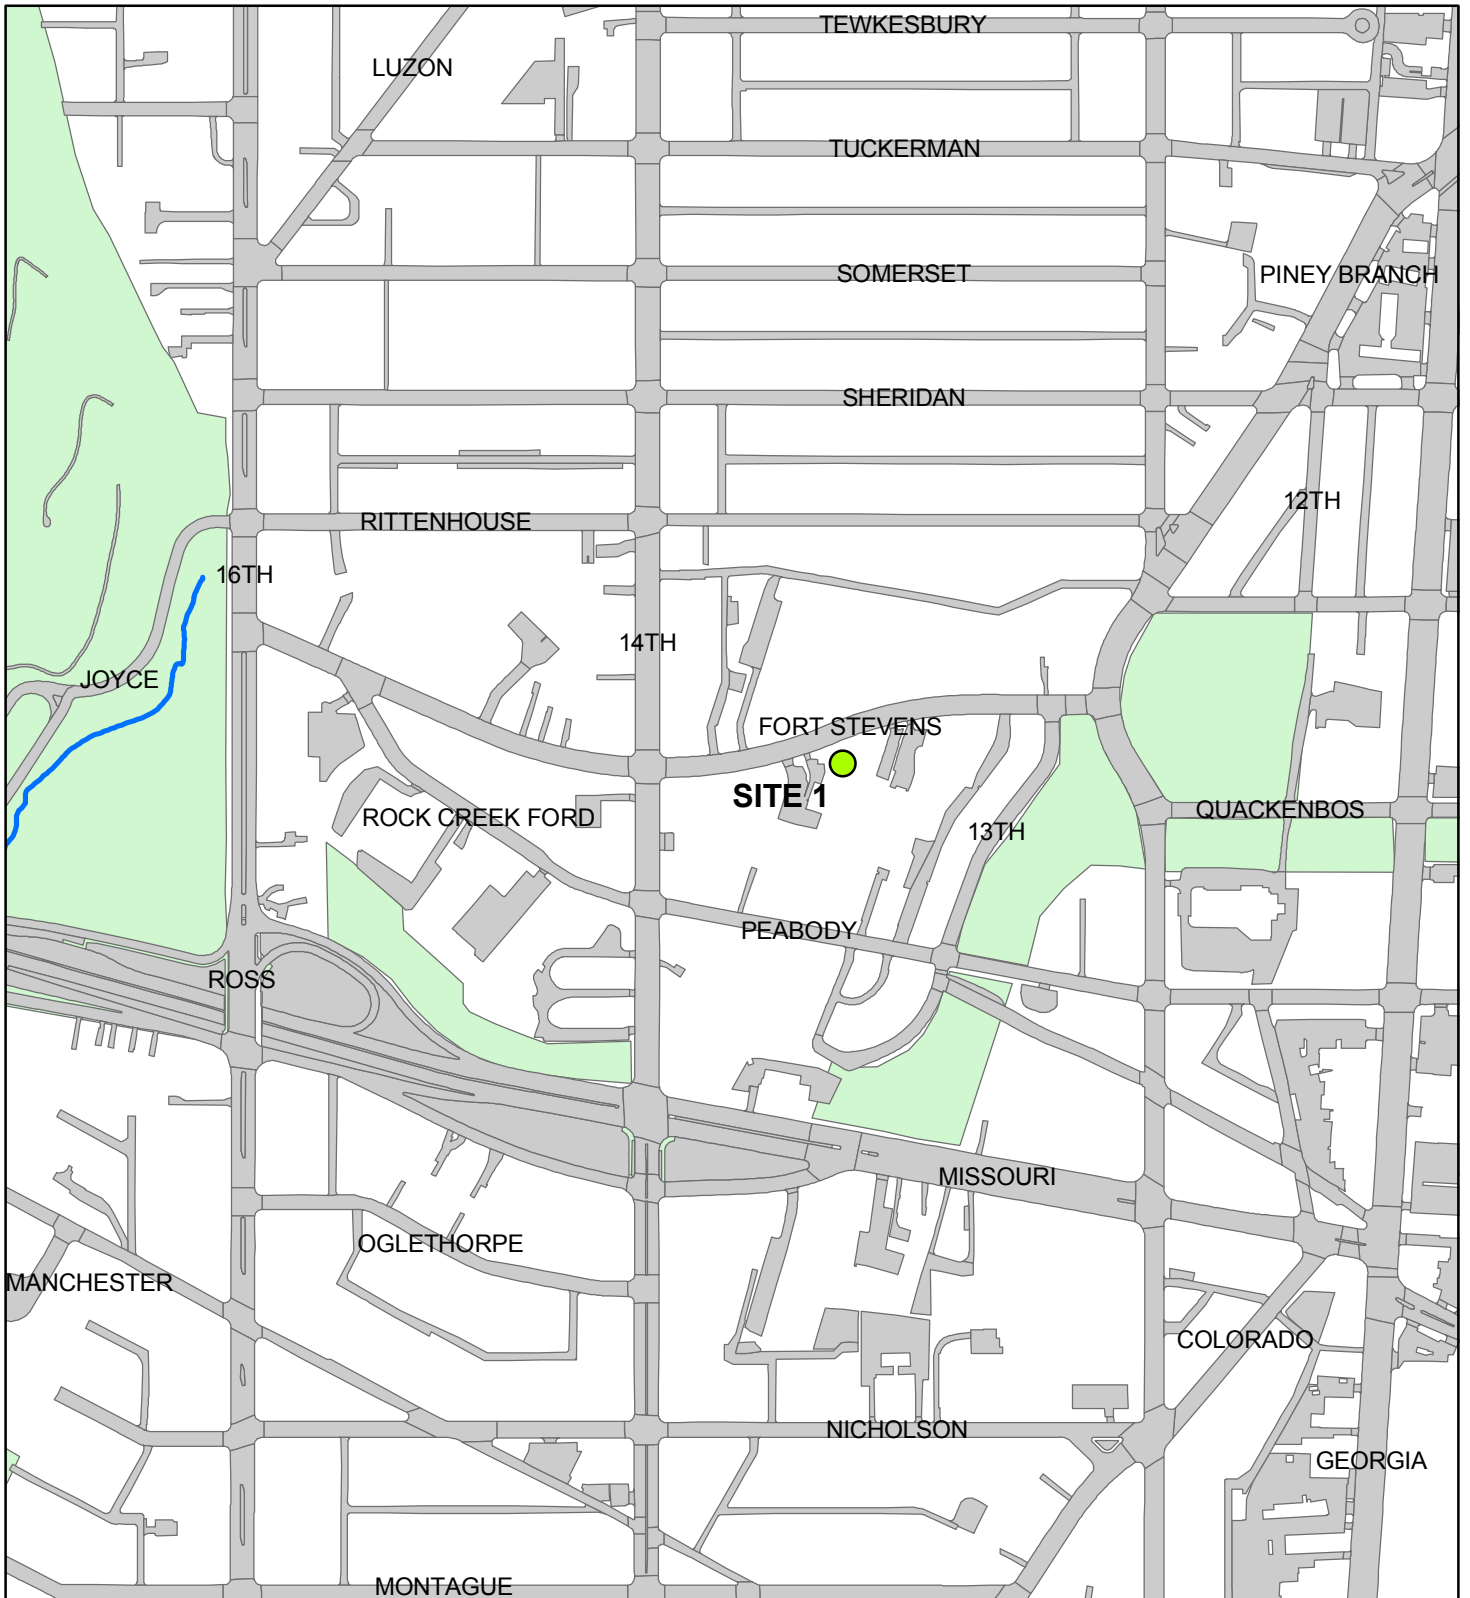 TEWKESBURY
LUZON
TUCKERMAN
SOMERSET
PINEY BRANCH
SHERIDAN
12TH
RITTENHOUSE
16TH
14TH
JOYCE
FORT STEVENS
SITE 1
QUACKENBOS
ROCK CREEK FORD
13TH
PEABODY
ROSS
MISSOURI
OGLETHORPE
MANCHESTER
COLORADO
NICHOLSON
GEORGIA
MONTAGUE